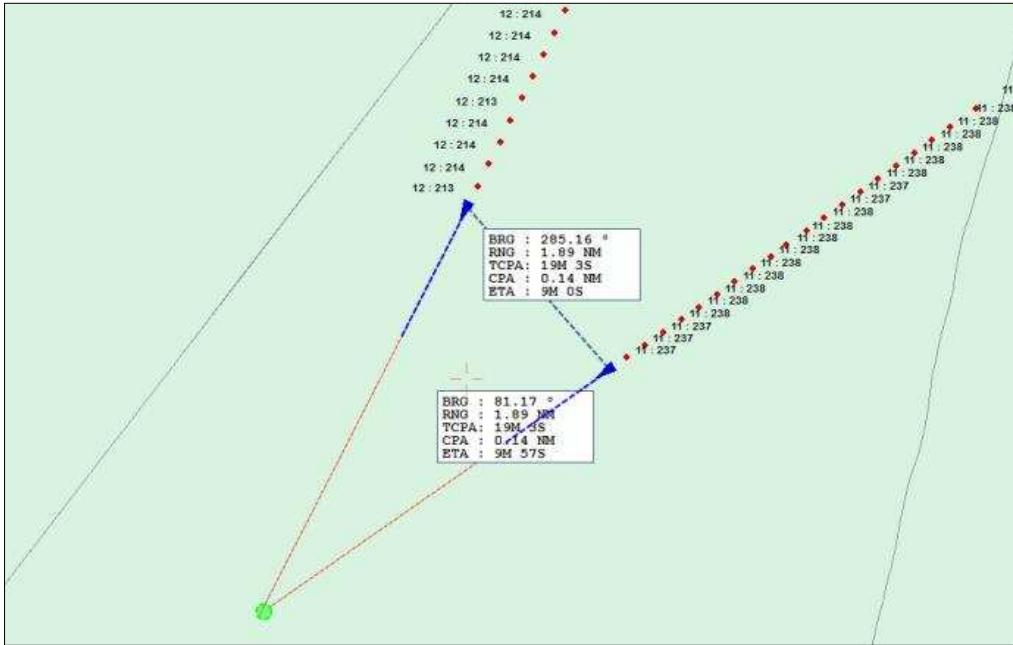 12 : 214
12 : 214
12 : 214
12 : 214
12 : 213
12 : 214
12 : 214
12 : 214
12 : 213
11
11 : 238
11 : 238
11 : 238
11 : 238
11 : 238
11 : 238
11 : 237
11 : 237
11 : 238
11 : 238
11 : 238
11 : 238
11 : 238
11 : 238
11 : 238
11 : 238
11 : 237
11 : 237
11 : 237
BRG : 285.16 °
RNG : 1.89 NM
TCPA: 19M 3S
CPA : 0.14 NM
ETA : 9M 0S
BRG : 81.17 °
RNG : 1.89 NM
TCPA: 19M 3S
CPA : 0.14 NM
ETA : 9M 57S